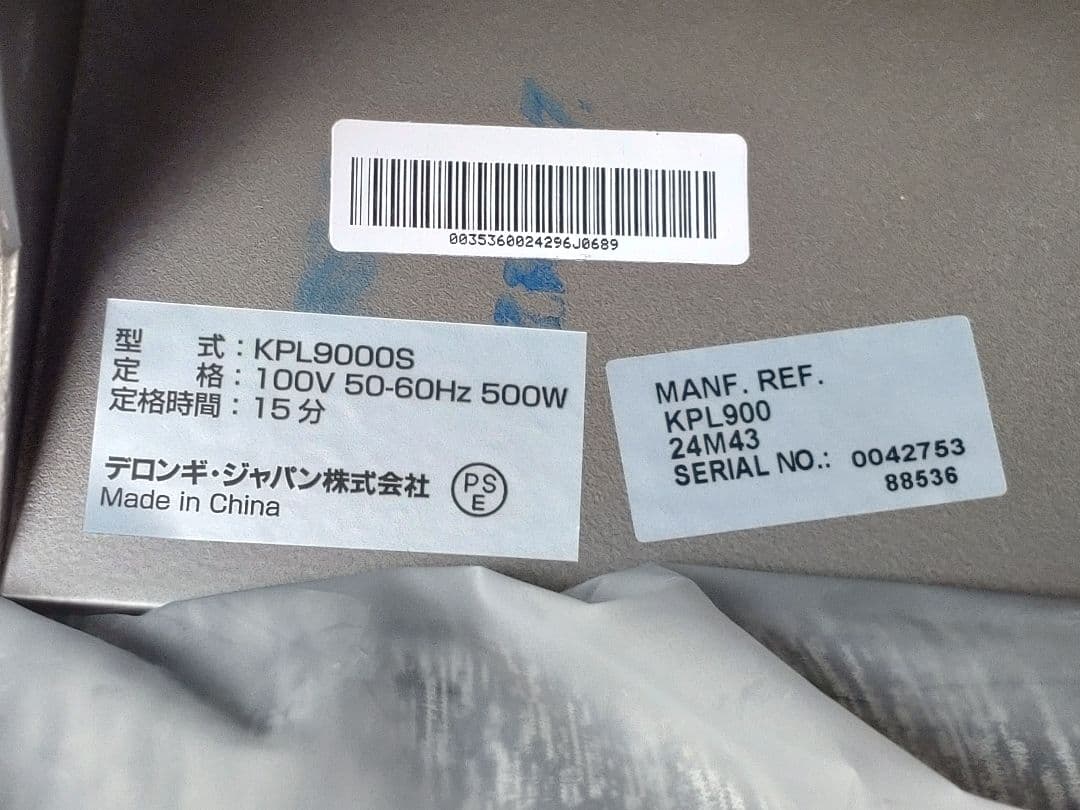 0035360024296J0689
型 式 : KPL9000S
定 格 : 100V 50-60Hz 500W
定格時間 : 15分
デロンギ・ジャパン株式会社
Made in China
PS
E
MANF. REF.
KPL900
24M43
SERIAL NO.: 0042753
88536